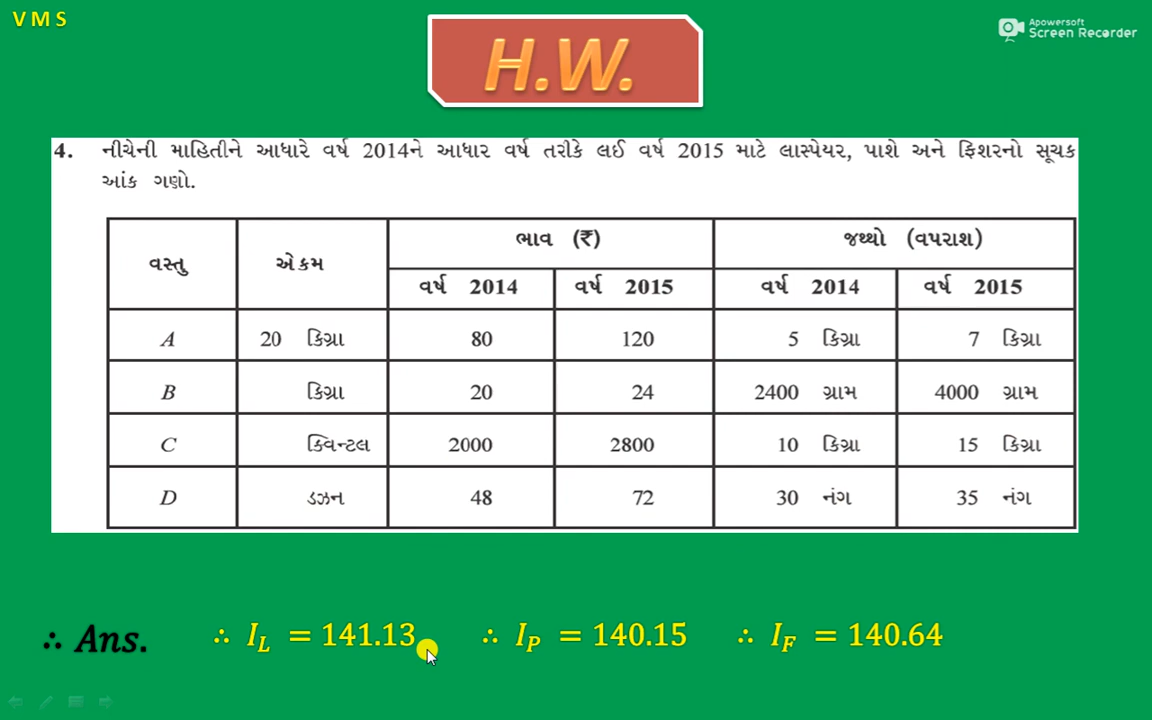 V M S
Apowersoft
Screen Recorder
H.W.
4. નીચેની માહિતીને આધારે વર્ષ 2014ને આધાર વર્ષ તરીકે લઈ વર્ષ 2015 માટે લાસ્પેયર, પાશે અને ફિશરનો સૂચક
આંક ગણો.
વસ્તુ એકમ ભાવ (₹) જથ્થો (વપરાશ)
વર્ષ 2014 વર્ષ 2015 વર્ષ 2014 વર્ષ 2015
A 20 કિગ્રા 80 120 5 કિગ્રા 7 કિગ્રા
B કિગ્રા 20 24 2400 ગ્રામ 4000 ગ્રામ
C ક્વિન્ટલ 2000 2800 10 કિગ્રા 15 કિગ્રા
D ડઝન 48 72 30 નંગ 35 નંગ
∴ Ans. ∴ I_L = 141.13 ∴ I_P = 140.15 ∴ I_F = 140.64